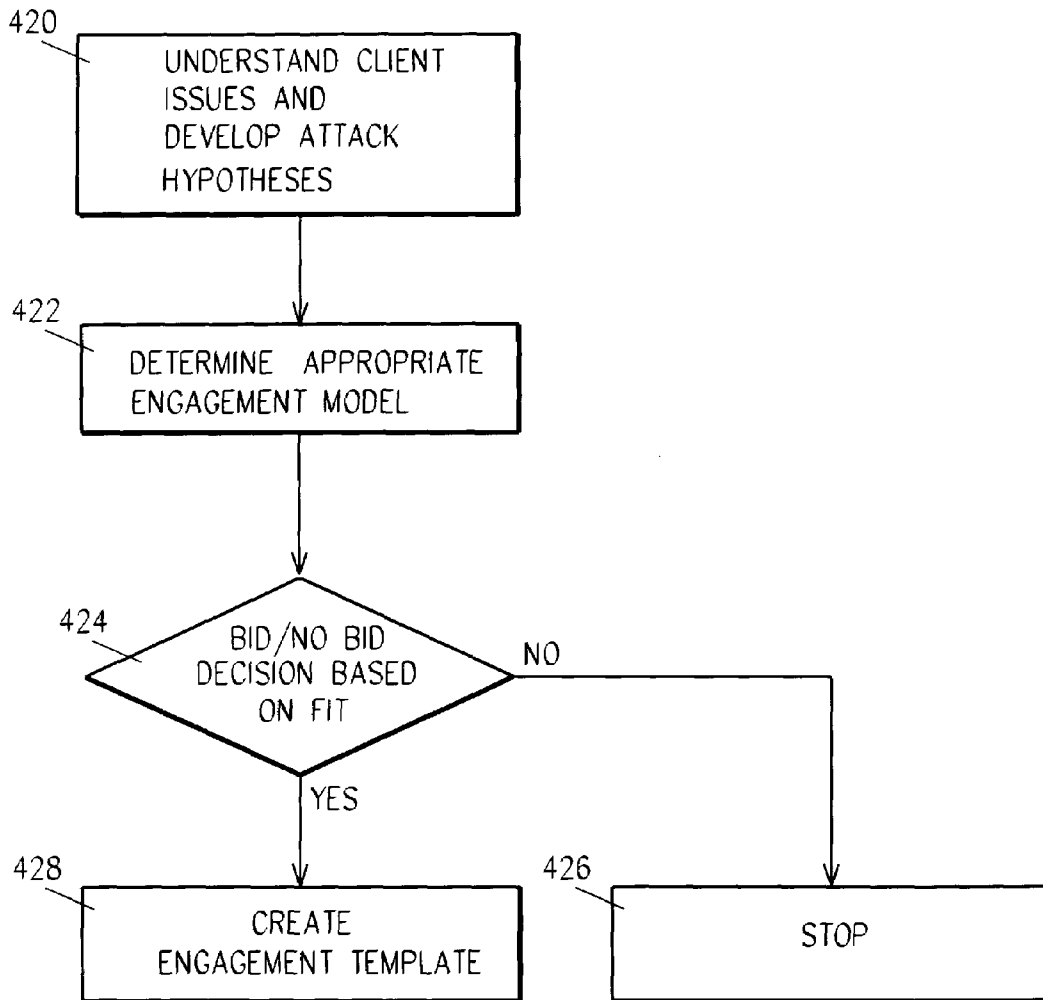 420
UNDERSTAND CLIENT
ISSUES AND
DEVELOP ATTACK
HYPOTHESES
422
DETERMINE APPROPRIATE
ENGAGEMENT MODEL
424
BID/NO BID
DECISION BASED
ON FIT
NO
YES
428
CREATE
ENGAGEMENT TEMPLATE
426
STOP